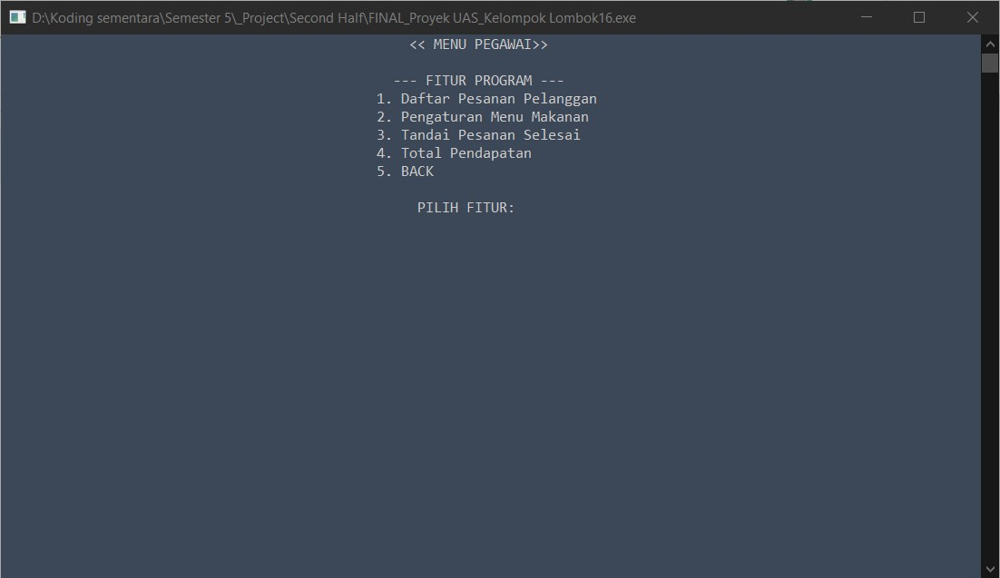 D:\Koding sementara\Semester 5\_Project\Second Half\FINAL_Proyek UAS_Kelompok Lombok16.exe
<< MENU PEGAWAI>>
--- FITUR PROGRAM ---
1. Daftar Pesanan Pelanggan
2. Pengaturan Menu Makanan
3. Tandai Pesanan Selesai
4. Total Pendapatan
5. BACK
PILIH FITUR: